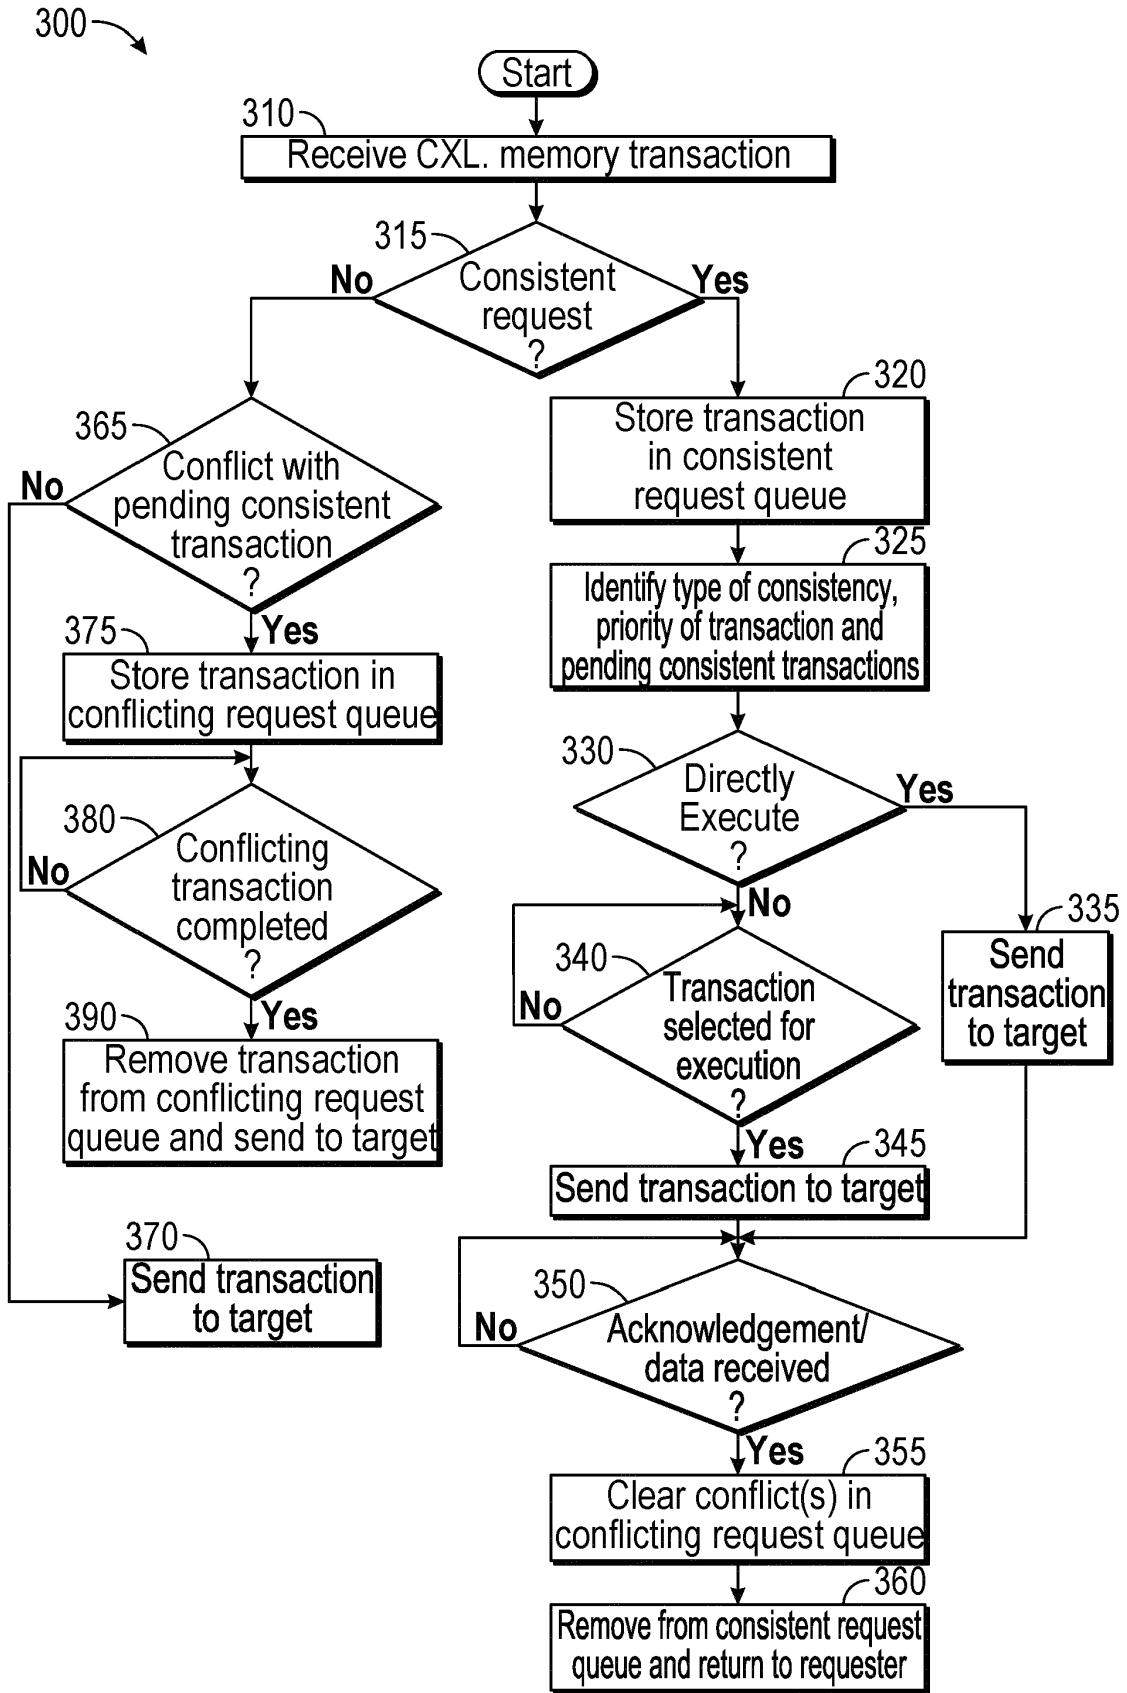 300
Start
310
Receive CXL. memory transaction
315
Consistent
request
?
No
Yes
320
Store transaction
in consistent
request queue
325
Identify type of consistency,
priority of transaction and
pending consistent transactions
330
Directly
Execute
?
Yes
No
335
Send
transaction
to target
340
Transaction
selected for
execution
?
No
Yes
345
Send transaction to target
350
Acknowledgement/
data received
?
No
Yes
355
Clear conflict(s) in
conflicting request queue
360
Remove from consistent request
queue and return to requester
365
Conflict with
pending consistent
transaction
?
No
Yes
375
Store transaction in
conflicting request queue
380
Conflicting
transaction
completed
?
No
Yes
390
Remove transaction
from conflicting request
queue and send to target
370
Send transaction
to target